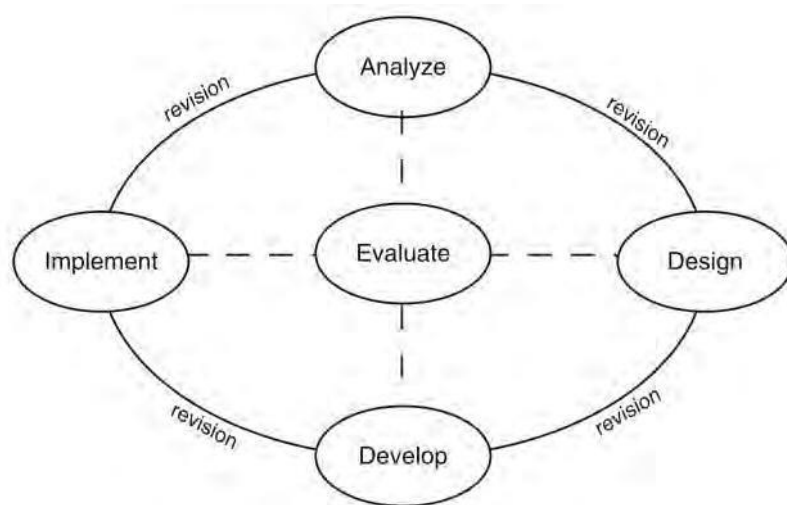 Analyze
revision
revision
Implement
Evaluate
Design
revision
revision
Develop